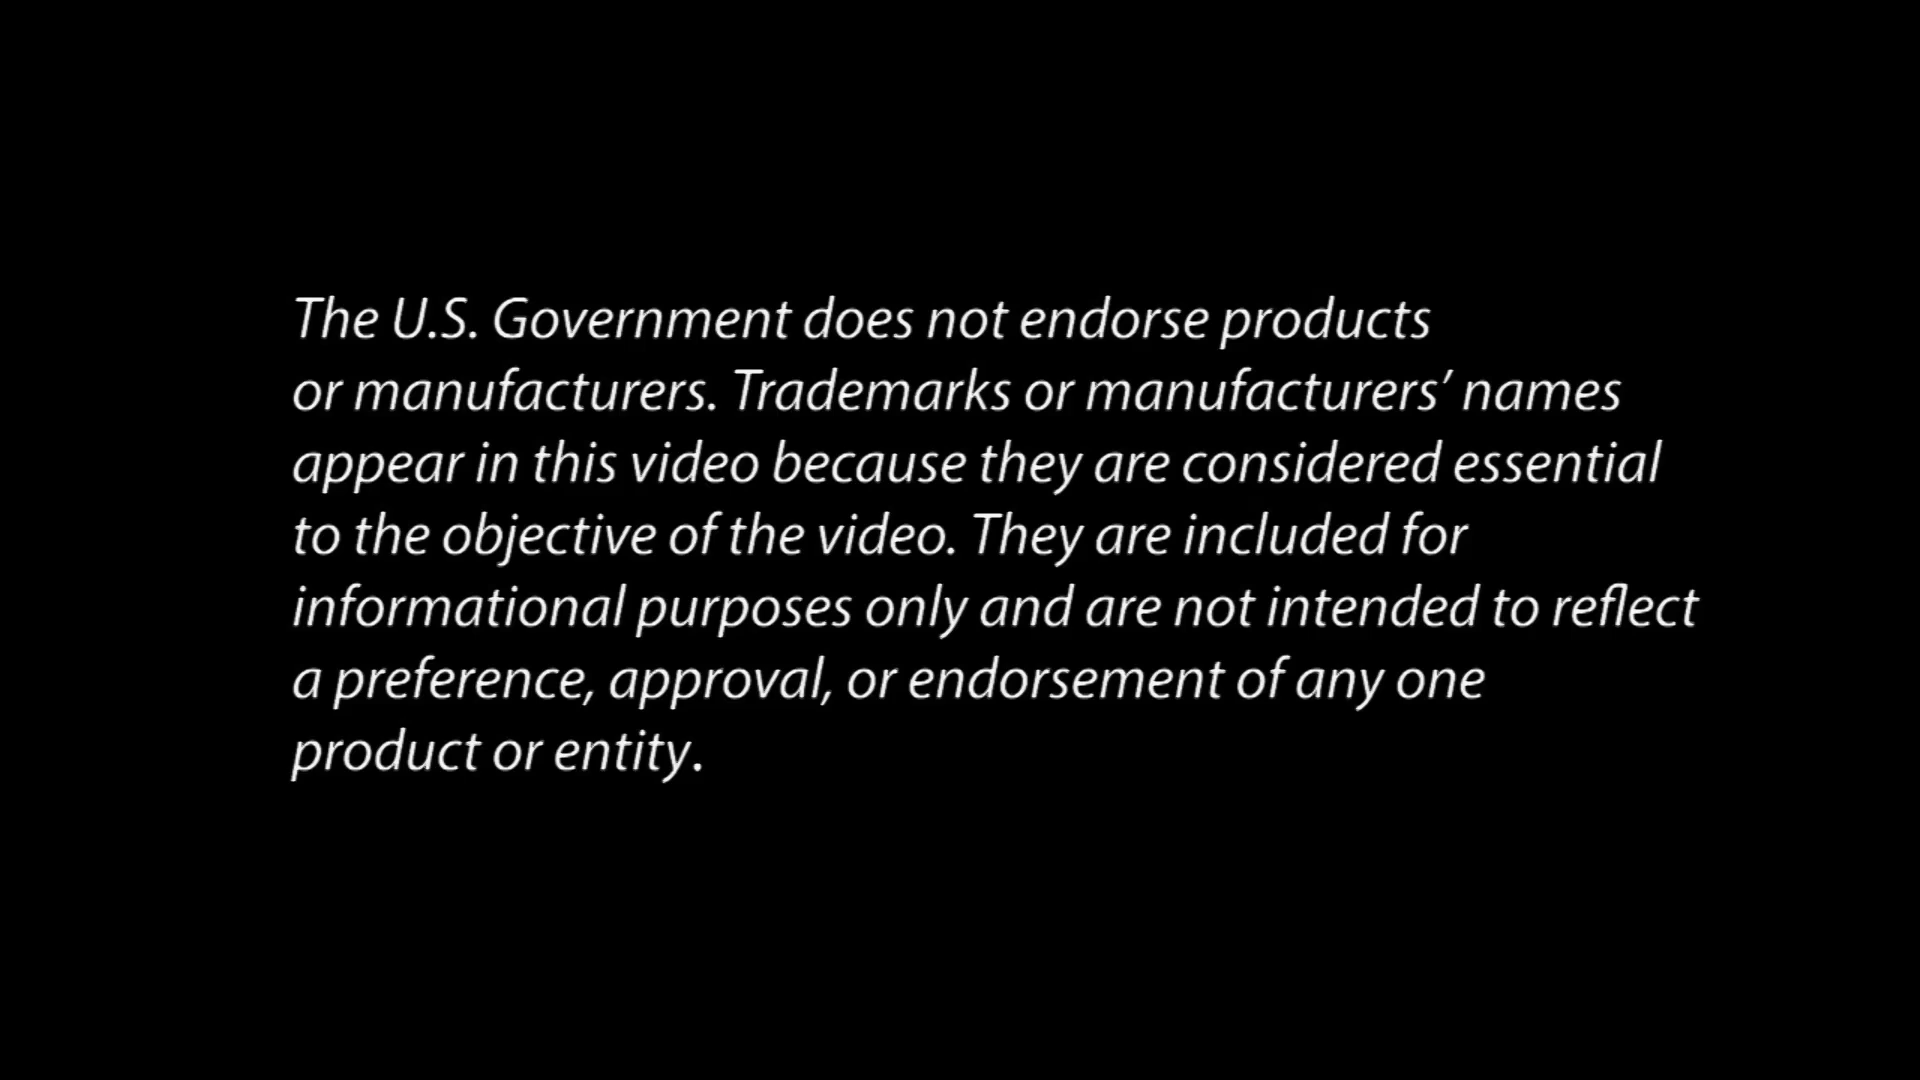 The U.S. Government does not endorse products
or manufacturers. Trademarks or manufacturers’ names
appear in this video because they are considered essential
to the objective of the video. They are included for
informational purposes only and are not intended to reflect
a preference, approval, or endorsement of any one
product or entity.